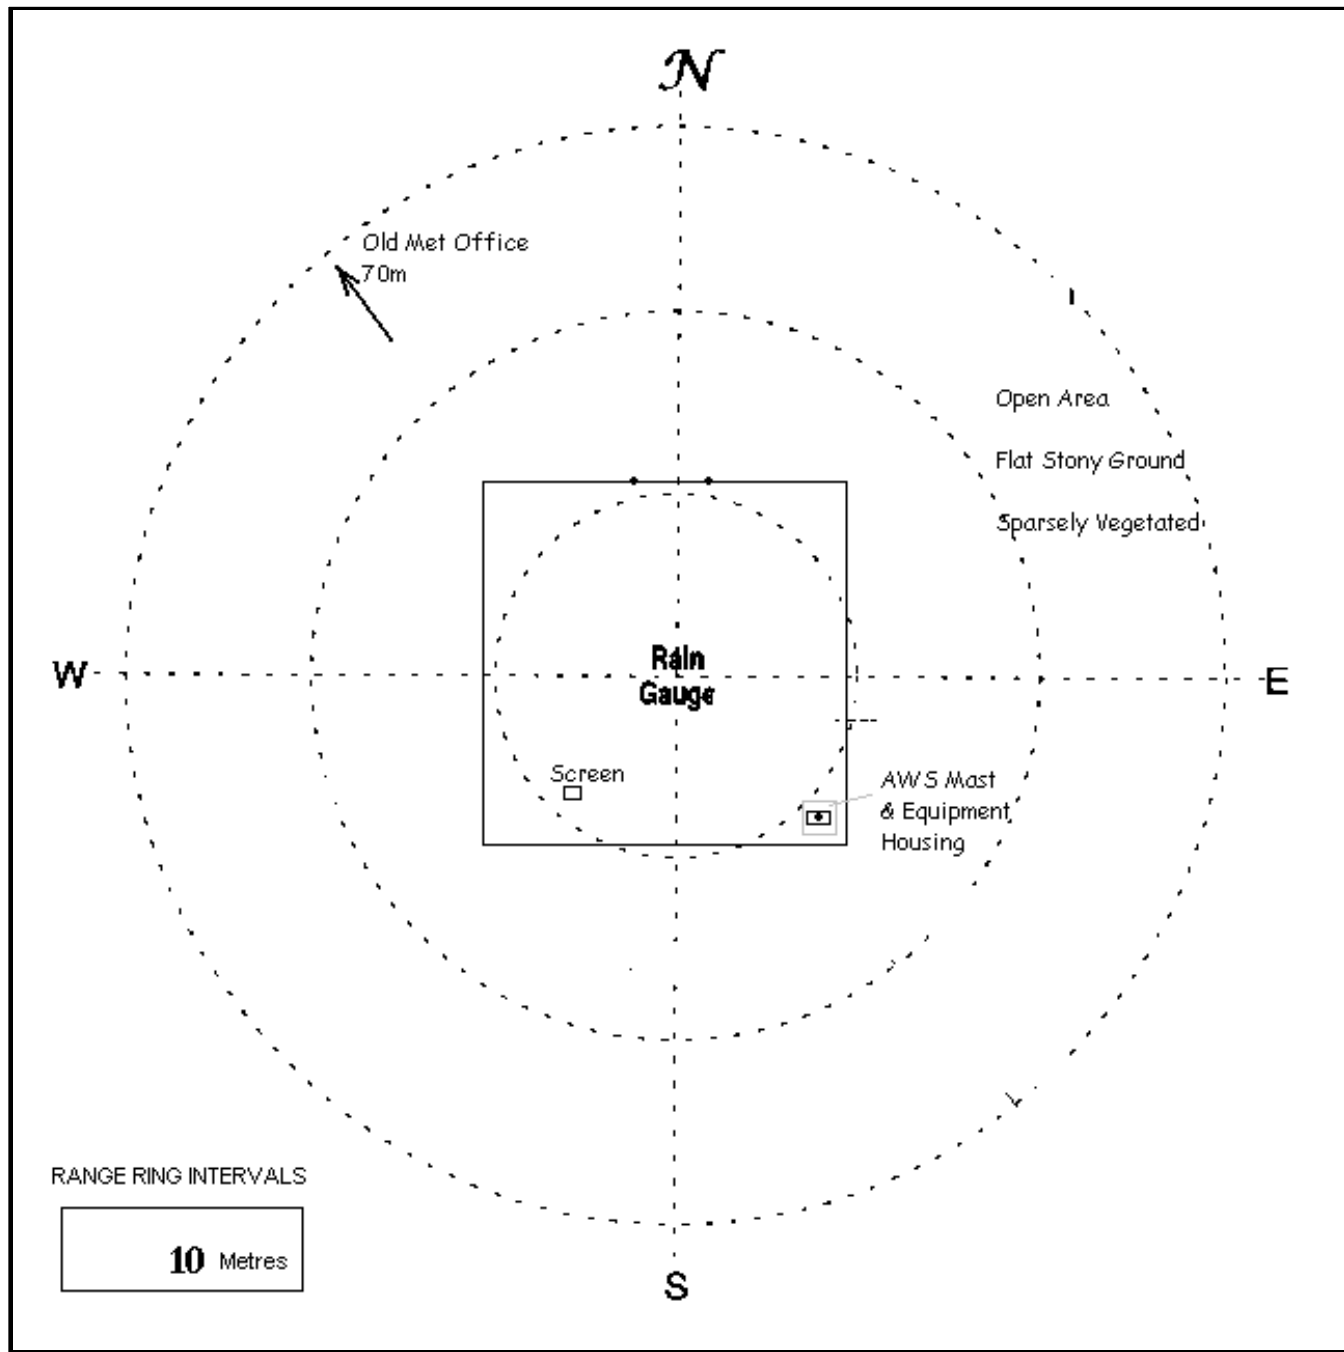 N
Old Met Office
70m
Open Area
Flat Stony Ground
Sparsely Vegetated
W
Rain
Gauge
E
Screen
AWS Mast
& Equipment
Housing
RANGE RING INTERVALS
10 Metres
S